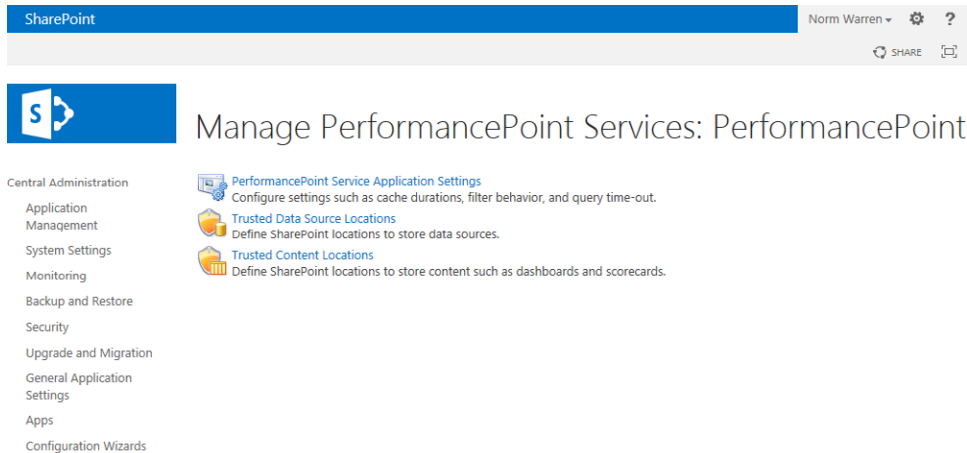 SharePoint
Norm Warren
?
SHARE
S
Manage PerformancePoint Services: PerformancePoint
Central Administration
Application
Management
System Settings
Monitoring
Backup and Restore
Security
Upgrade and Migration
General Application
Settings
Apps
Configuration Wizards
PerformancePoint Service Application Settings
Configure settings such as cache durations, filter behavior, and query time-out.
Trusted Data Source Locations
Define SharePoint locations to store data sources.
Trusted Content Locations
Define SharePoint locations to store content such as dashboards and scorecards.